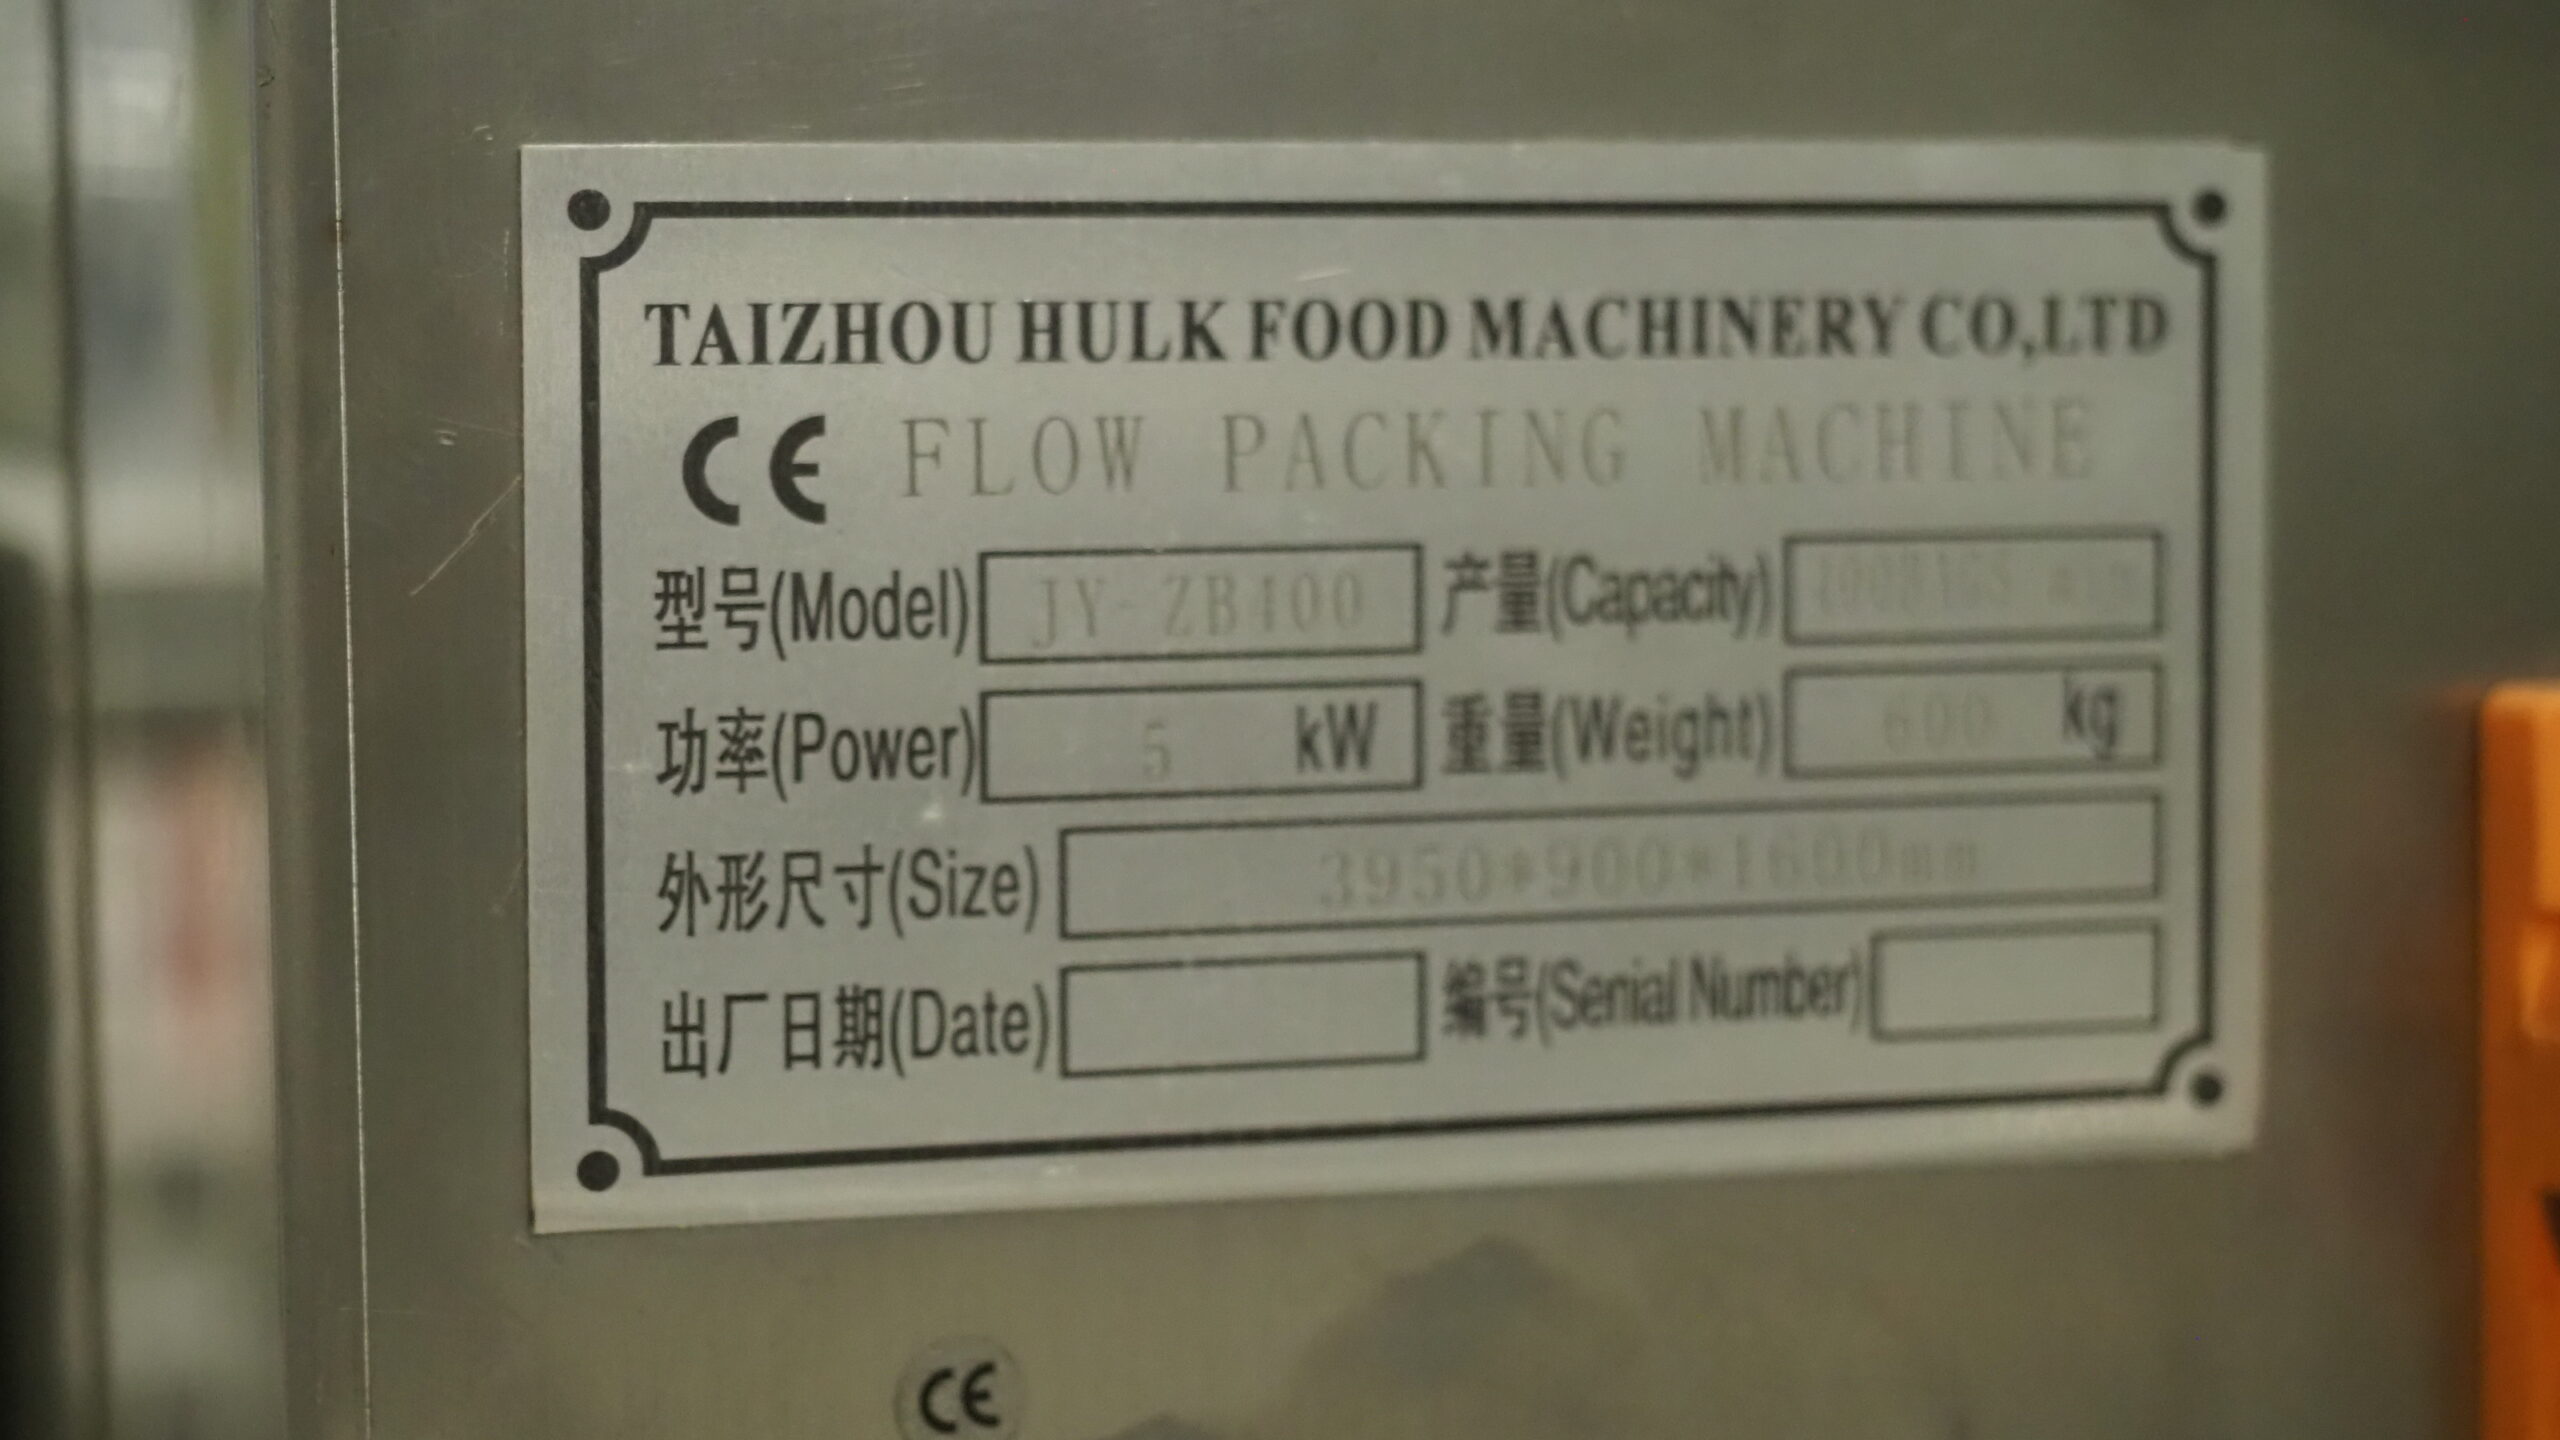 TAIZHOU HULK FOOD MACHINERY CO,LTD
CE FLOW PACKING MACHINE
型号(Model) JY-ZB400 产量(Capacity)
功率(Power) 5 kW 重量(Weight) 600 kg
外形尺寸(Size) 3950*900*1600mm
出厂日期(Date) 编号(Serial Number)
CE